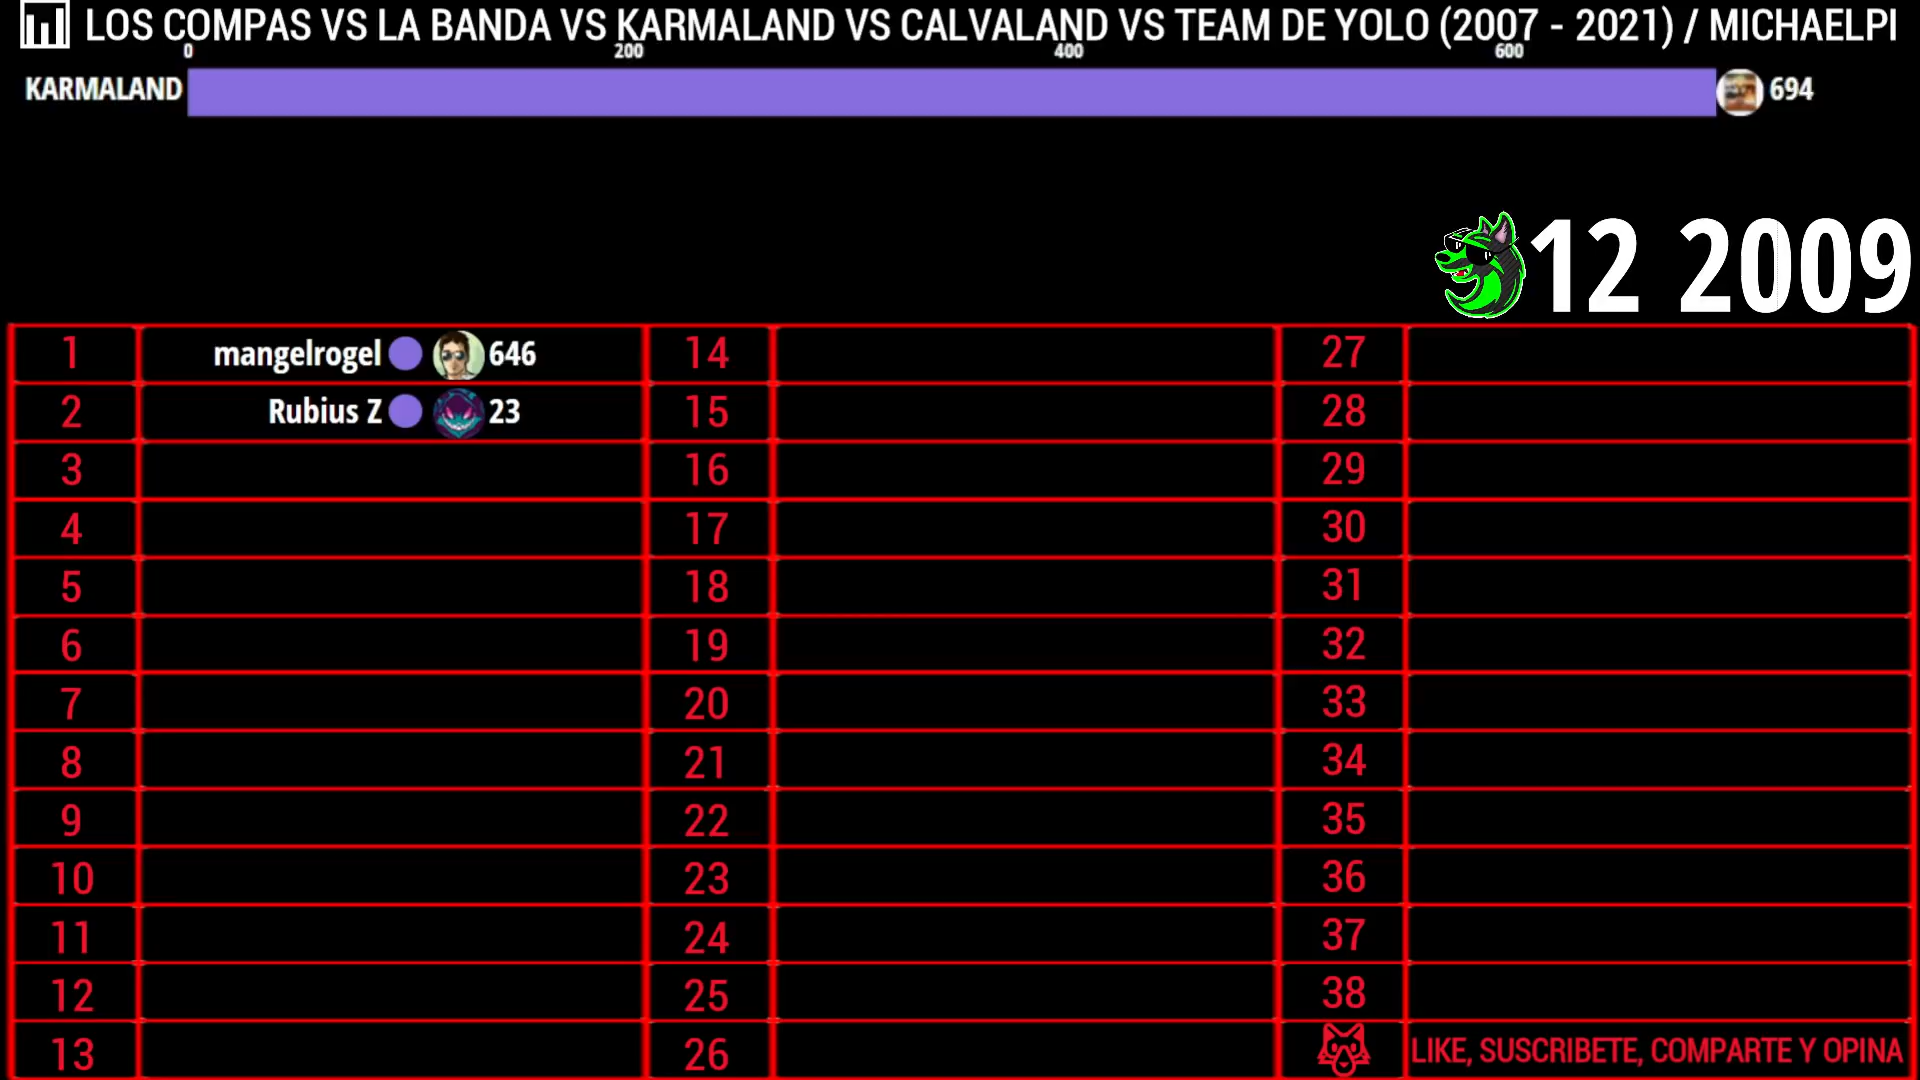 LOS COMPAS VS LA BANDA VS KARMALAND VS CALVALAND VS TEAM DE YOLO (2007 - 2021) / MICHAELPI
0 200 400 600
KARMALAND 694
12 2009
1 mangelrogel 646 14 27
2 Rubius Z 23 15 28
3 16 29
4 17 30
5 18 31
6 19 32
7 20 33
8 21 34
9 22 35
10 23 36
11 24 37
12 25 38
13 26 LIKE, SUSCRIBETE, COMPARTE Y OPINA